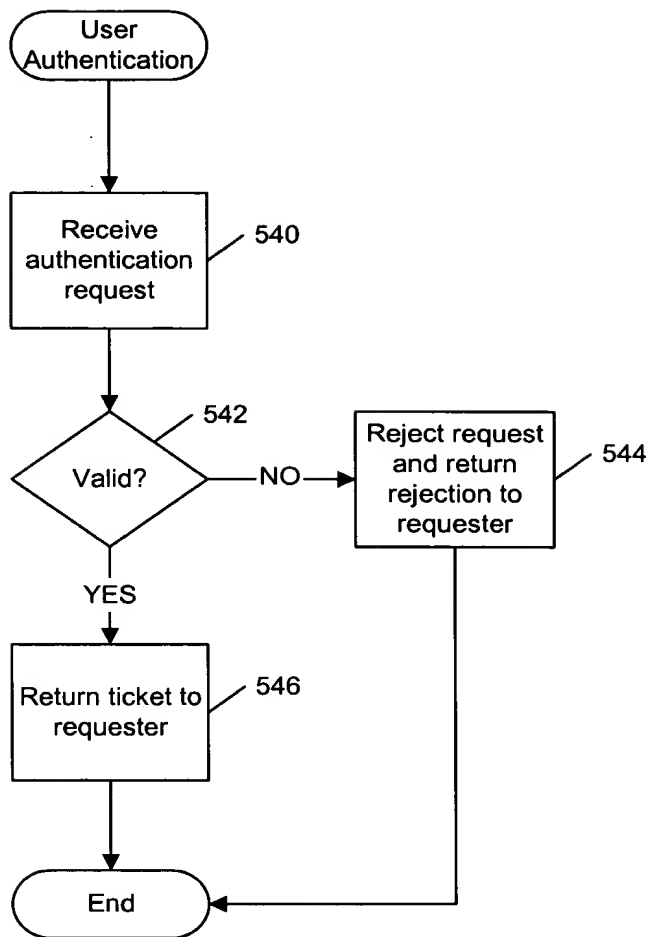 User
Authentication
Receive
authentication
request
540
542
Valid?
NO
Reject request
and return
rejection to
requester
544
YES
Return ticket to
requester
546
End